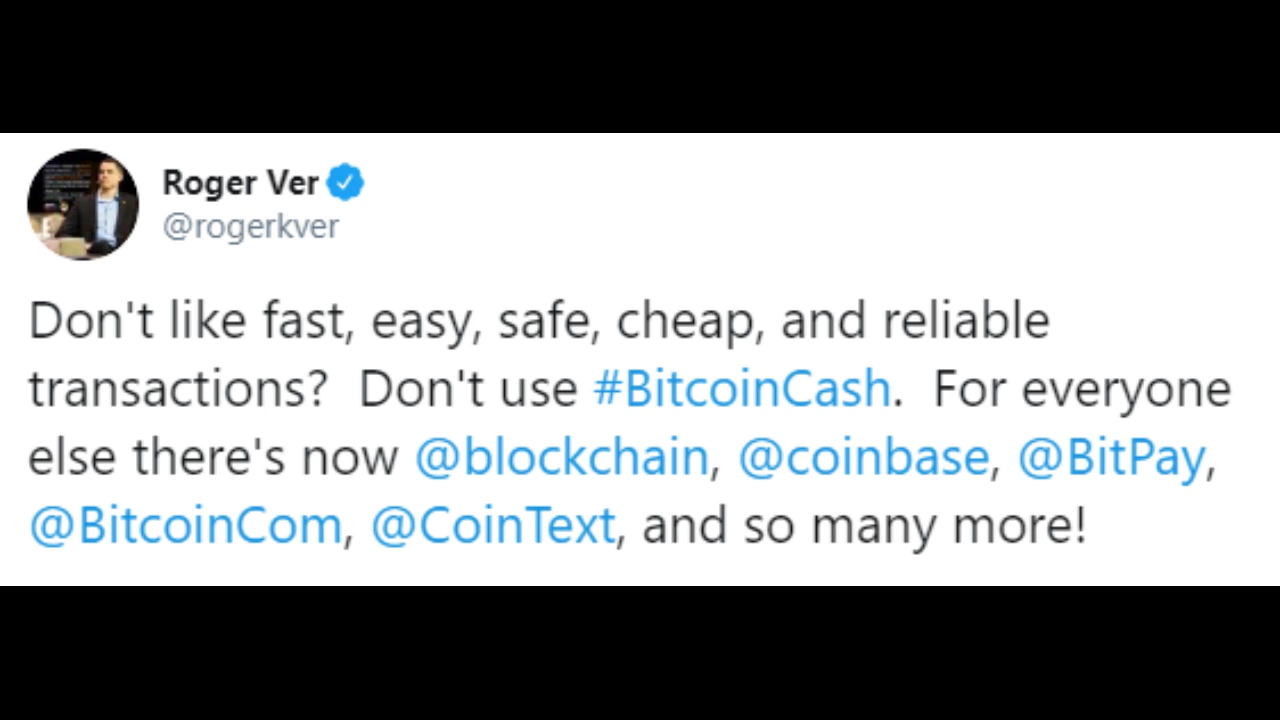 Roger Ver
@rogerkver
Don't like fast, easy, safe, cheap, and reliable
transactions?  Don't use #BitcoinCash.  For everyone
else there's now @blockchain, @coinbase, @BitPay,
@BitcoinCom, @CoinText, and so many more!